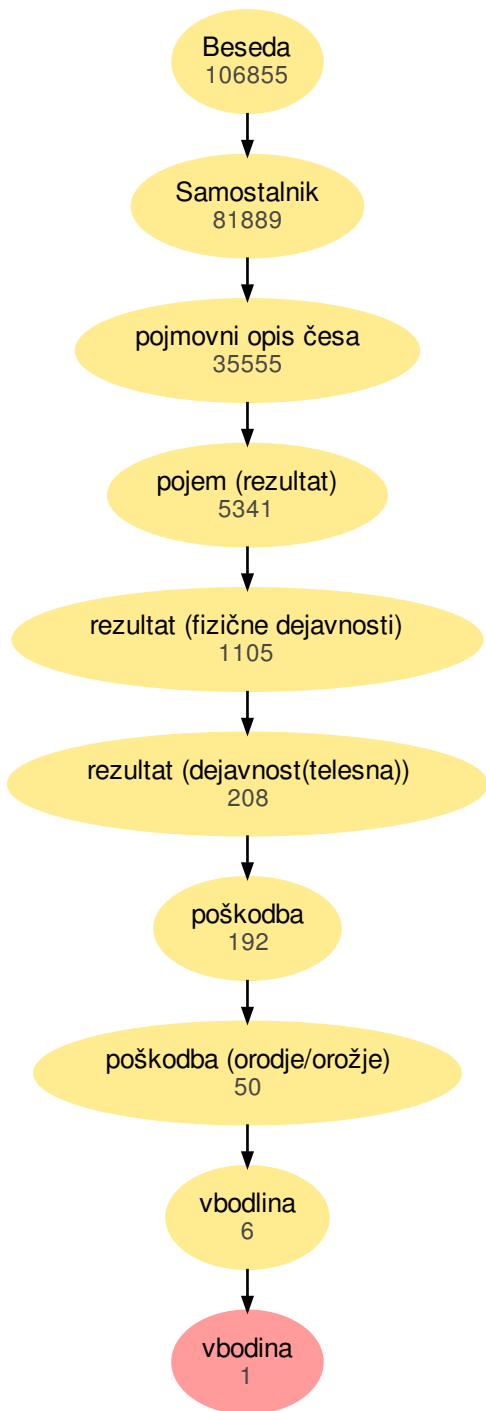 Beseda
106855
Samostalnik
81889
pojmovni opis česa
35555
pojem (rezultat)
5341
rezultat (fizične dejavnosti)
1105
rezultat (dejavnost(telesna))
208
poškodba
192
poškodba (orodje/orožje)
50
vbodlina
6
vbodina
1